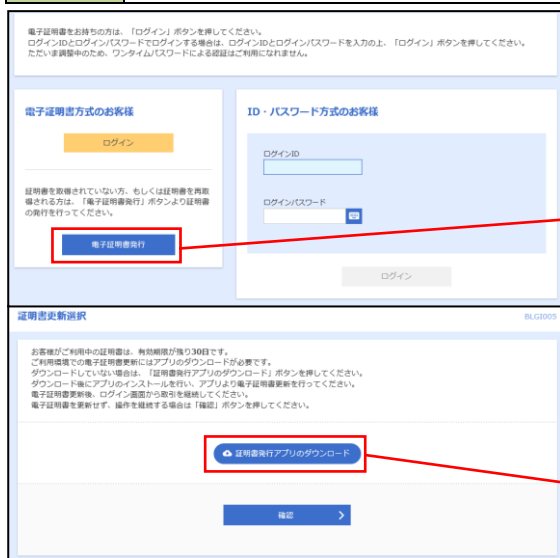 電子証明書をお持ちの方は、「ログイン」ボタンを押してください。
ログインIDとログインパスワードでログインする場合は、ログインIDとログインパスワードを入力の上、「ログイン」ボタンを押してください。
ただいま調整中のため、ワンタイムパスワードによる認証はご利用になれません。
電子証明書方式のお客様
ログイン
証明書を取得されていない方、もしくは証明書を再取
得される方は、「電子証明書発行」ボタンより証明書
の発行を行ってください。
電子証明書発行
ID・パスワード方式のお客様
ログインID
ログインパスワード
ログイン
証明書更新選択
BLGI005
お客様がご利用中の証明書は、有効期限が残り30日です。
ご利用環境での電子証明書更新にはアプリのダウンロードが必要です。
ダウンロードしていない場合は、「証明書発行アプリのダウンロード」ボタンを押してください。
ダウンロード後にアプリのインストールを行い、アプリより電子証明書更新を行ってください。
電子証明書更新後、ログイン画面から取引を継続してください。
電子証明書を更新せず、操作を継続する場合は「確認」ボタンを押してください。
証明書発行アプリのダウンロード
確認